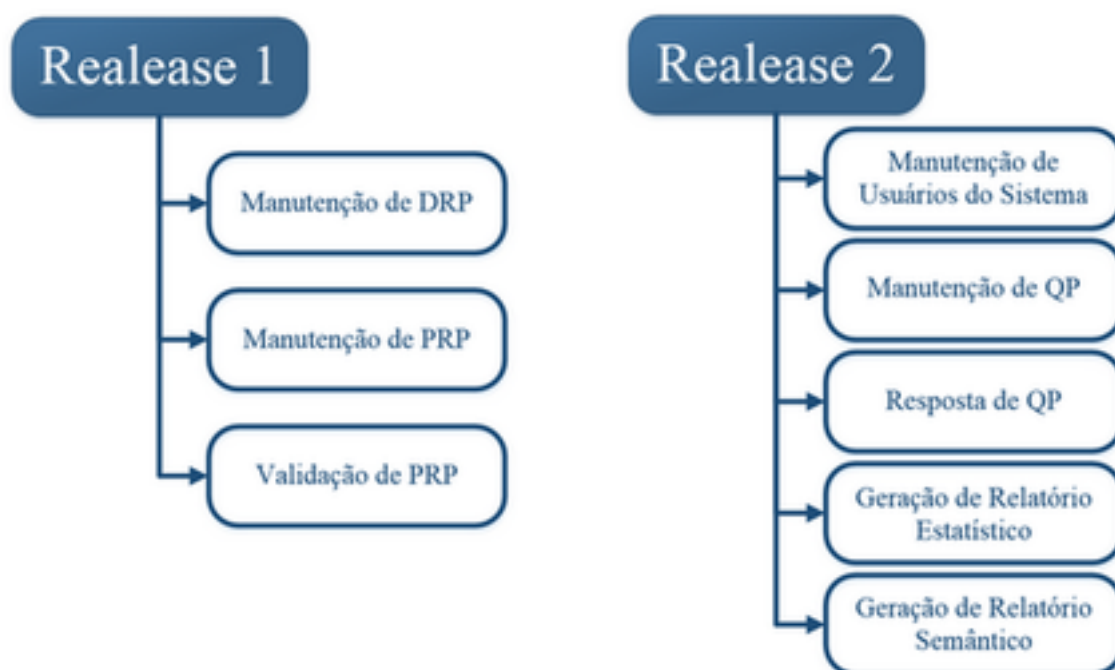 Realease 1
Manutenção de DRP
Manutenção de PRP
Validação de PRP
Realease 2
Manutenção de
Usuários do Sistema
Manutenção de QP
Resposta de QP
Geração de Relatório
Estatístico
Geração de Relatório
Semântico